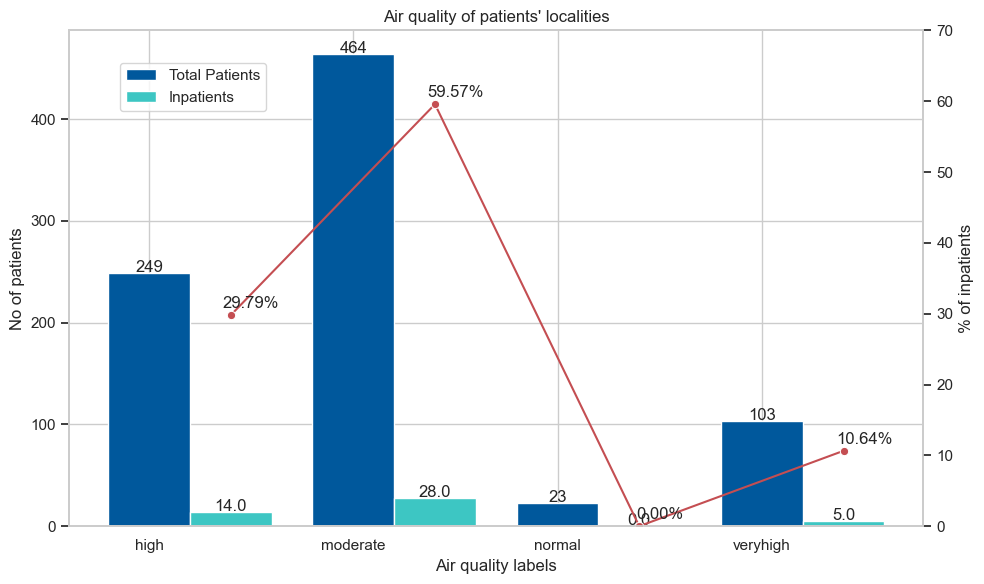 Air quality of patients' localities
Total Patients
Inpatients
No of patients
0
100
200
300
400
% of inpatients
0
10
20
30
40
50
60
70
249
464
23
103
14.0
28.0
0.0
5.0
29.79%
59.57%
0.00%
10.64%
high
moderate
normal
veryhigh
Air quality labels